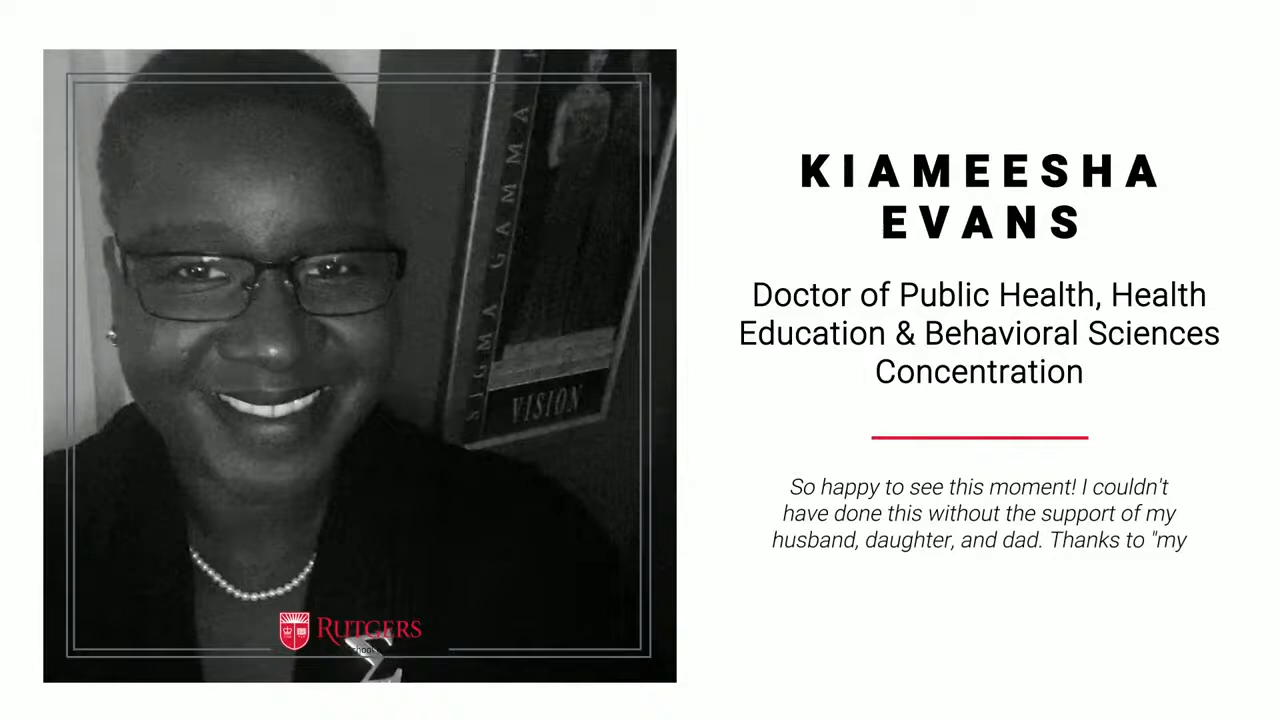 KIAMEESHA
EVANS
Doctor of Public Health, Health
Education & Behavioral Sciences
Concentration
So happy to see this moment! I couldn't
have done this without the support of my
husband, daughter, and dad. Thanks to "my
SIGMA GAMMA
VISION
RUTGERS
Σ